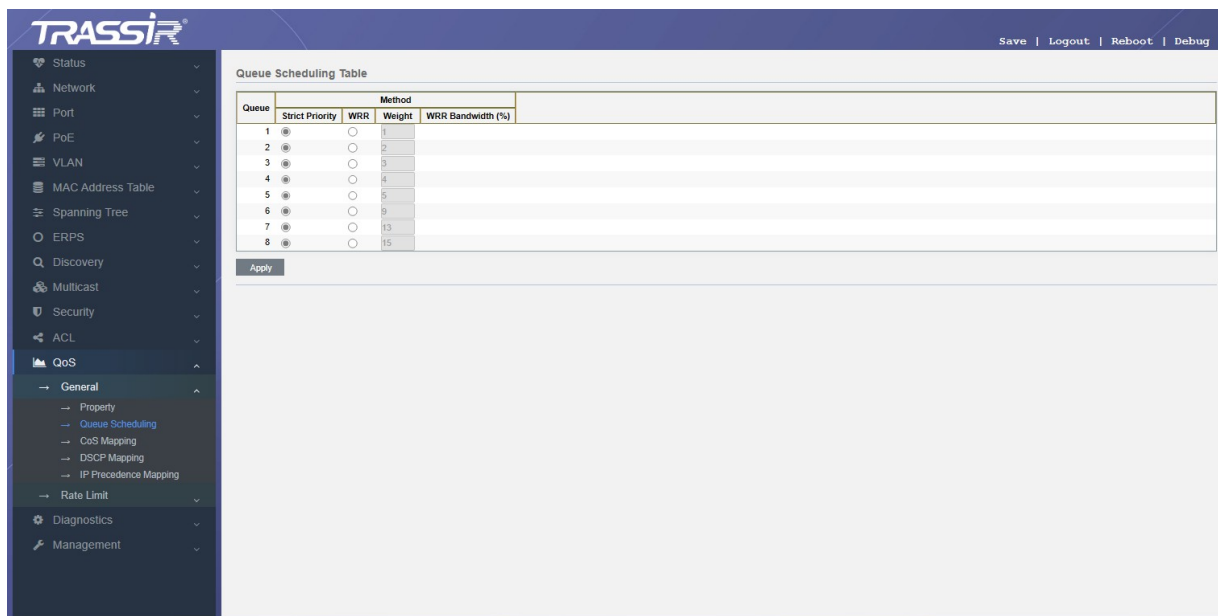 TRASSIR
Save | Logout | Reboot | Debug
Status
Network
Port
PoE
VLAN
MAC Address Table
Spanning Tree
ERPS
Discovery
Multicast
Security
ACL
QoS
→ General
→ Property
→ Queue Scheduling
→ CoS Mapping
→ DSCP Mapping
→ IP Precedence Mapping
→ Rate Limit
Diagnostics
Management
Queue Scheduling Table
Queue Method
Strict Priority WRR Weight WRR Bandwidth (%)
1 1
2 2
3 3
4 4
5 5
6 9
7 13
8 15
Apply